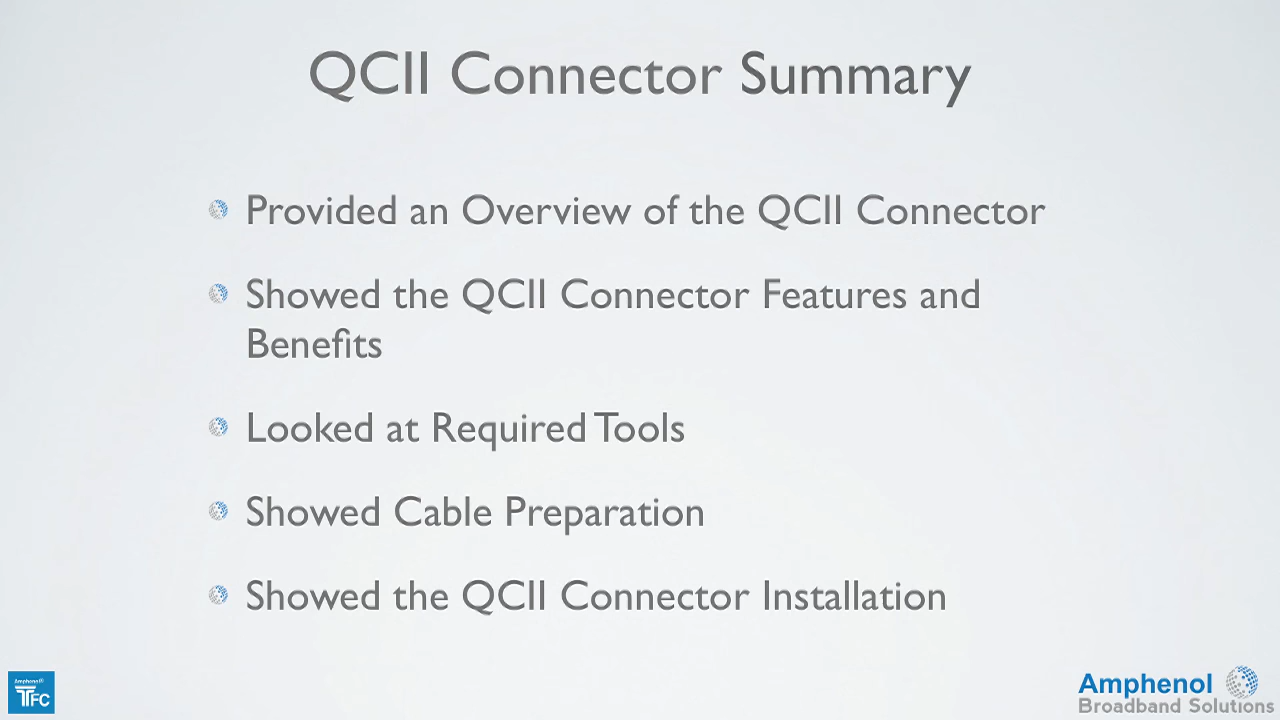 QCII Connector Summary
Provided an Overview of the QCII Connector
Showed the QCII Connector Features and
Benefits
Looked at Required Tools
Showed Cable Preparation
Showed the QCII Connector Installation
Amphenol
TFC
Amphenol
Broadband Solutions